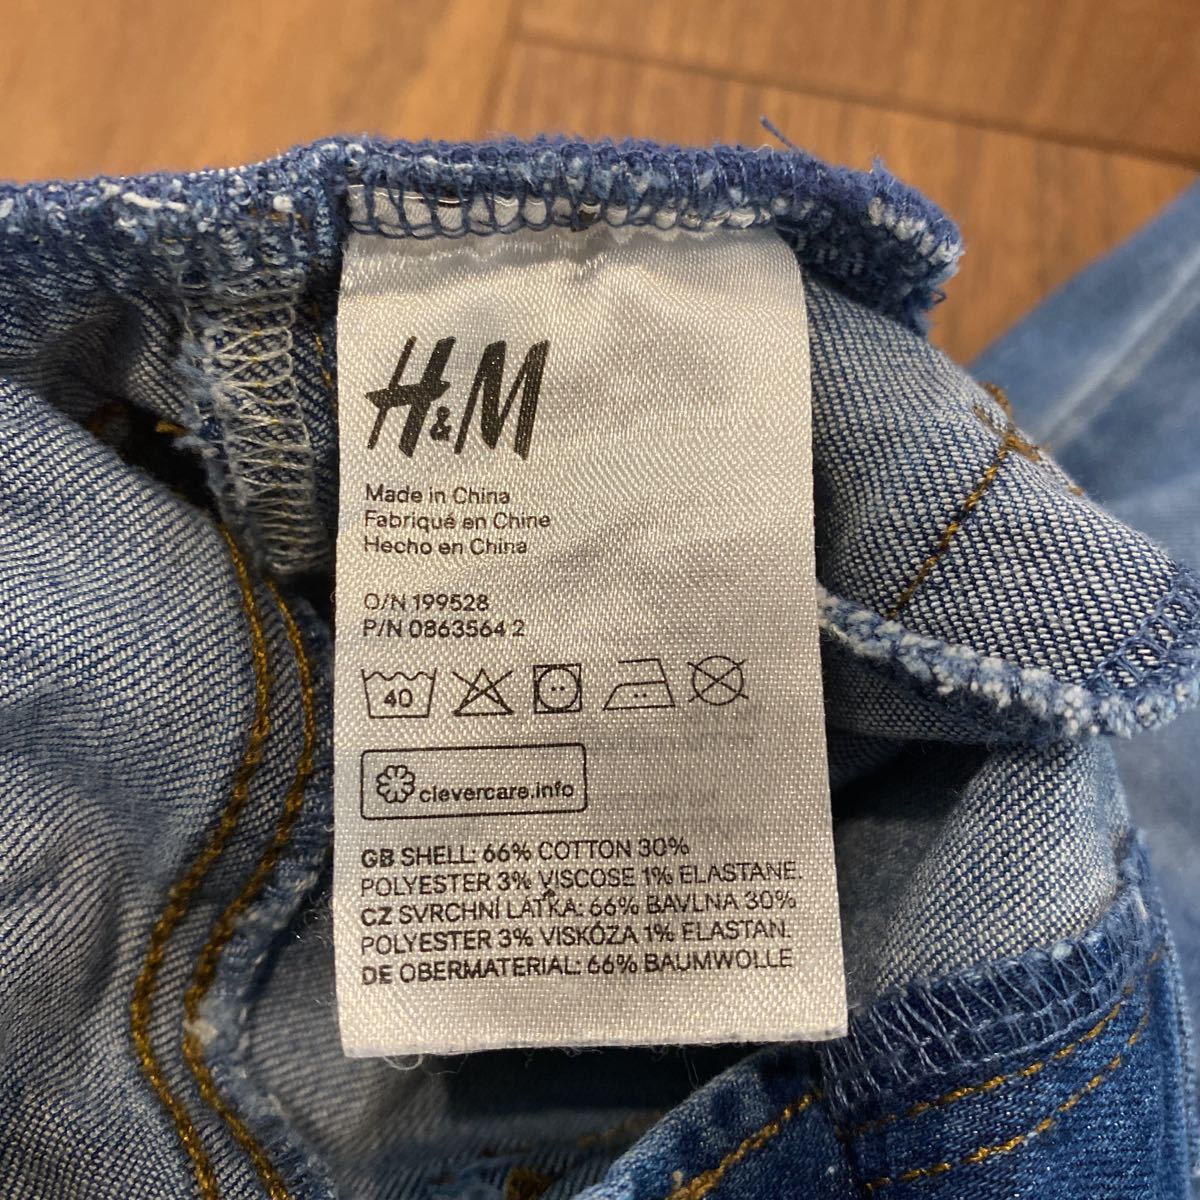 H&M
Made in China
Fabriqué en Chine
Hecho en China
O/N 199528
P/N 0863564 2
40
clevercare.info
GB SHELL: 66% COTTON 30%
POLYESTER 3% VISCOSE 1% ELASTANE.
CZ SVRCHNÍ LÁTKA: 66% BAVLNA 30%
POLYESTER 3% VISKÓZA 1% ELASTAN.
DE OBERMATERIAL: 66% BAUMWOLLE